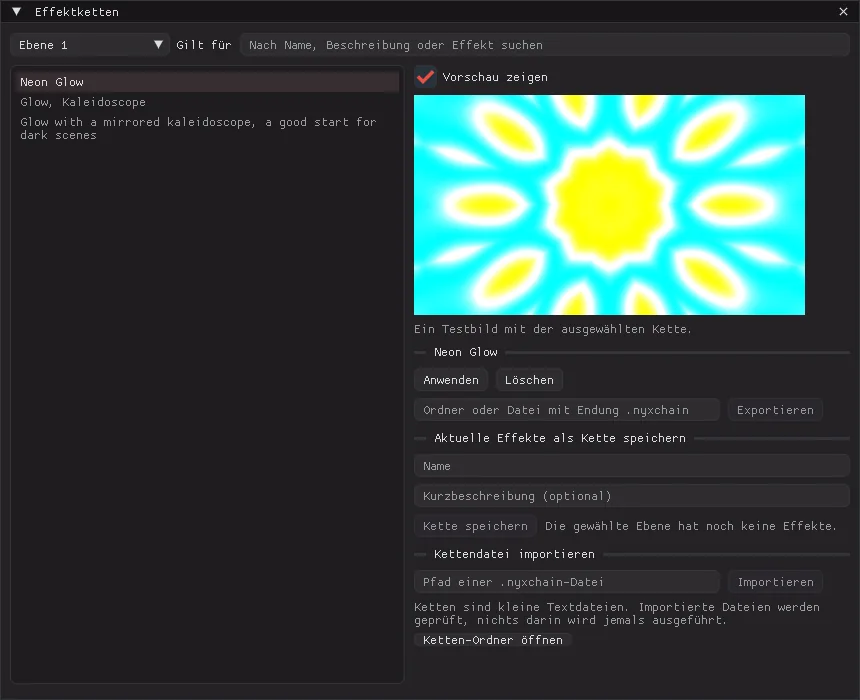 Effektketten
Ebene 1
Gilt für
Nach Name, Beschreibung oder Effekt suchen
Neon Glow
Glow, Kaleidoscope
Glow with a mirrored kaleidoscope, a good start for
dark scenes
Vorschau zeigen
Ein Testbild mit der ausgewählten Kette.
Neon Glow
Anwenden
Löschen
Ordner oder Datei mit Endung .nyxchain
Exportieren
Aktuelle Effekte als Kette speichern
Name
Kurzbeschreibung (optional)
Kette speichern
Die gewählte Ebene hat noch keine Effekte.
Kettendatei importieren
Pfad einer .nyxchain-Datei
Importieren
Ketten sind kleine Textdateien. Importierte Dateien werden
geprüft, nichts darin wird jemals ausgeführt.
Ketten-Ordner öffnen